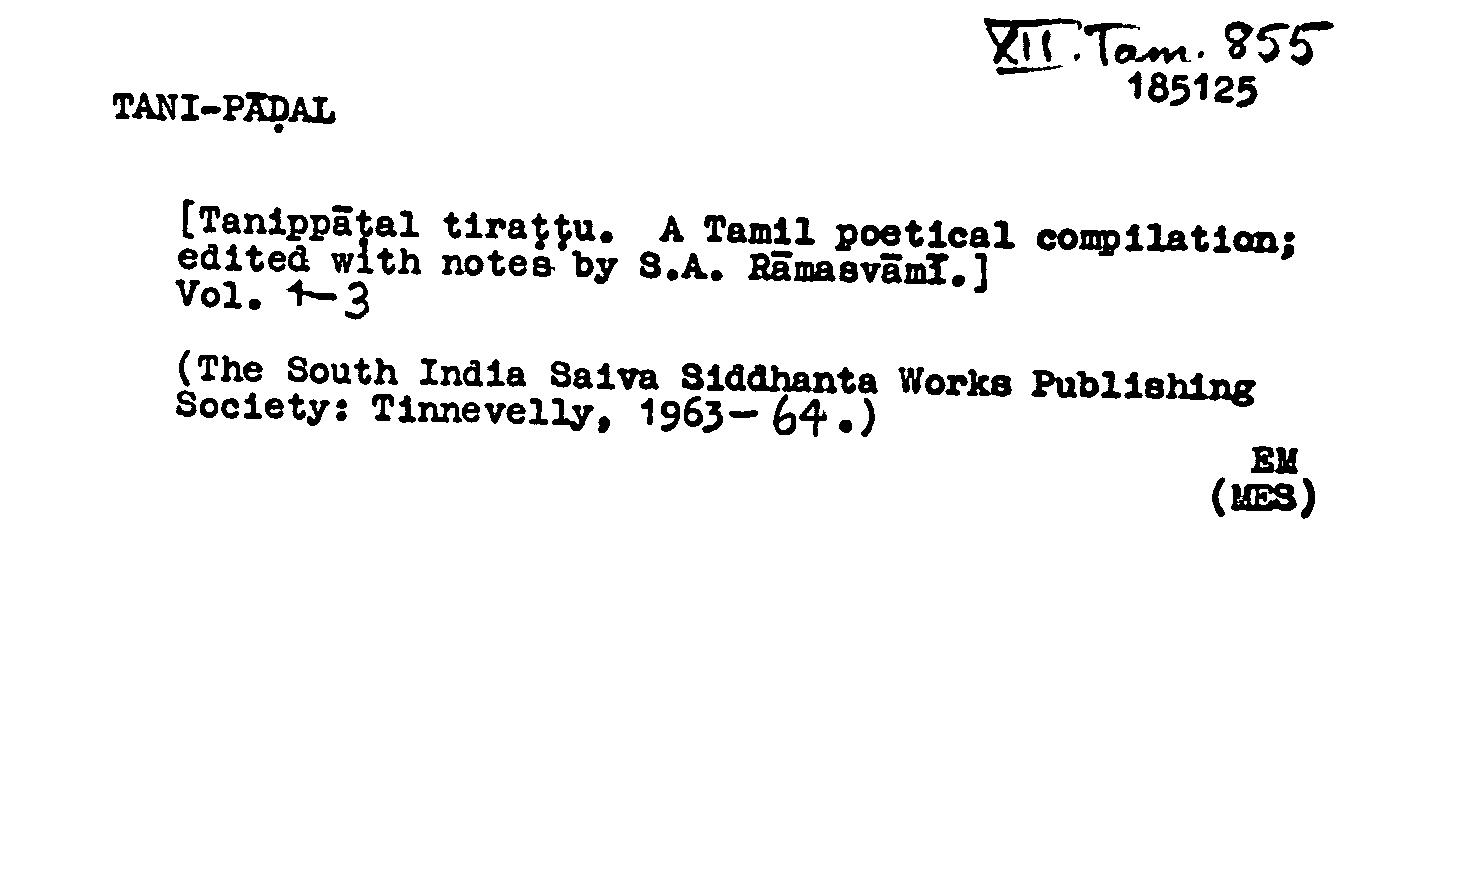 XII. Tam. 855
185125
TANI-PĀḌAL
[Tanippāṭal tiraṭṭu. A Tamil poetical compilation;
edited with notes by S.A. Rāmasvāmī.]
Vol. 1-3
(The South India Saiva Siddhanta Works Publishing
Society: Tinnevelly, 1963-64.)
EM
(MES)